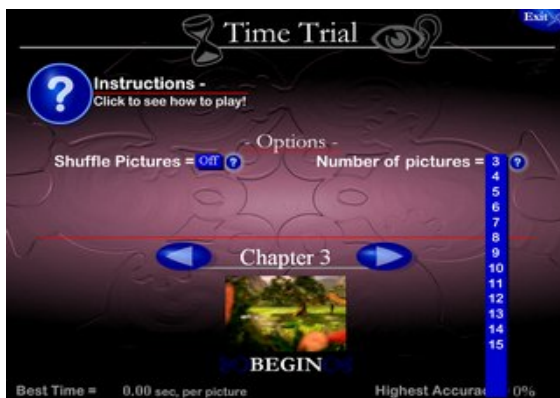 Exit
Time Trial
Instructions -
Click to see how to play!
- Options -
Shuffle Pictures = Off ? Number of pictures = 3 ?
4
5
6
7
8
9
10
11
12
13
14
15
Chapter 3
BEGIN
Best Time = 0.00 sec, per picture Highest Accura 0%